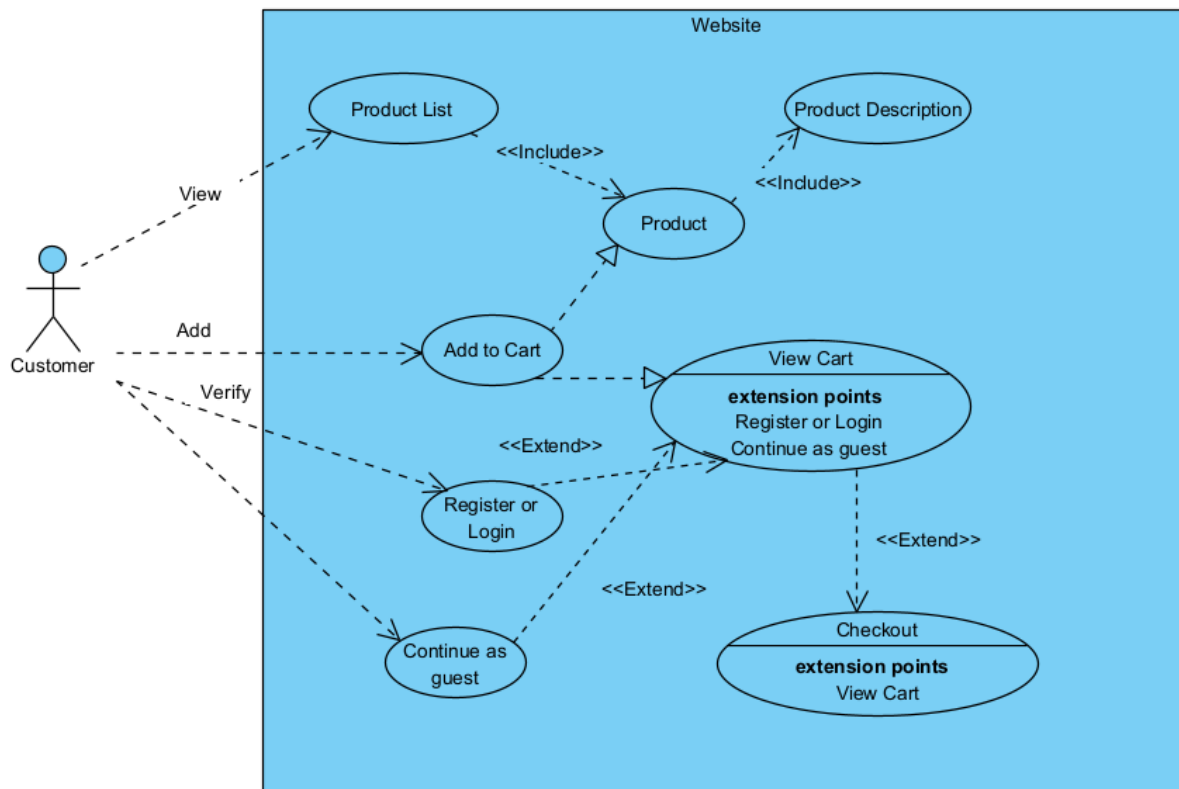 Website
Product List
Product Description
<<Include>>
<<Include>>
View
Product
Add
Add to Cart
Customer
View Cart
extension points
Register or Login
Continue as guest
Verify
<<Extend>>
Register or
Login
<<Extend>>
<<Extend>>
Continue as
guest
Checkout
extension points
View Cart